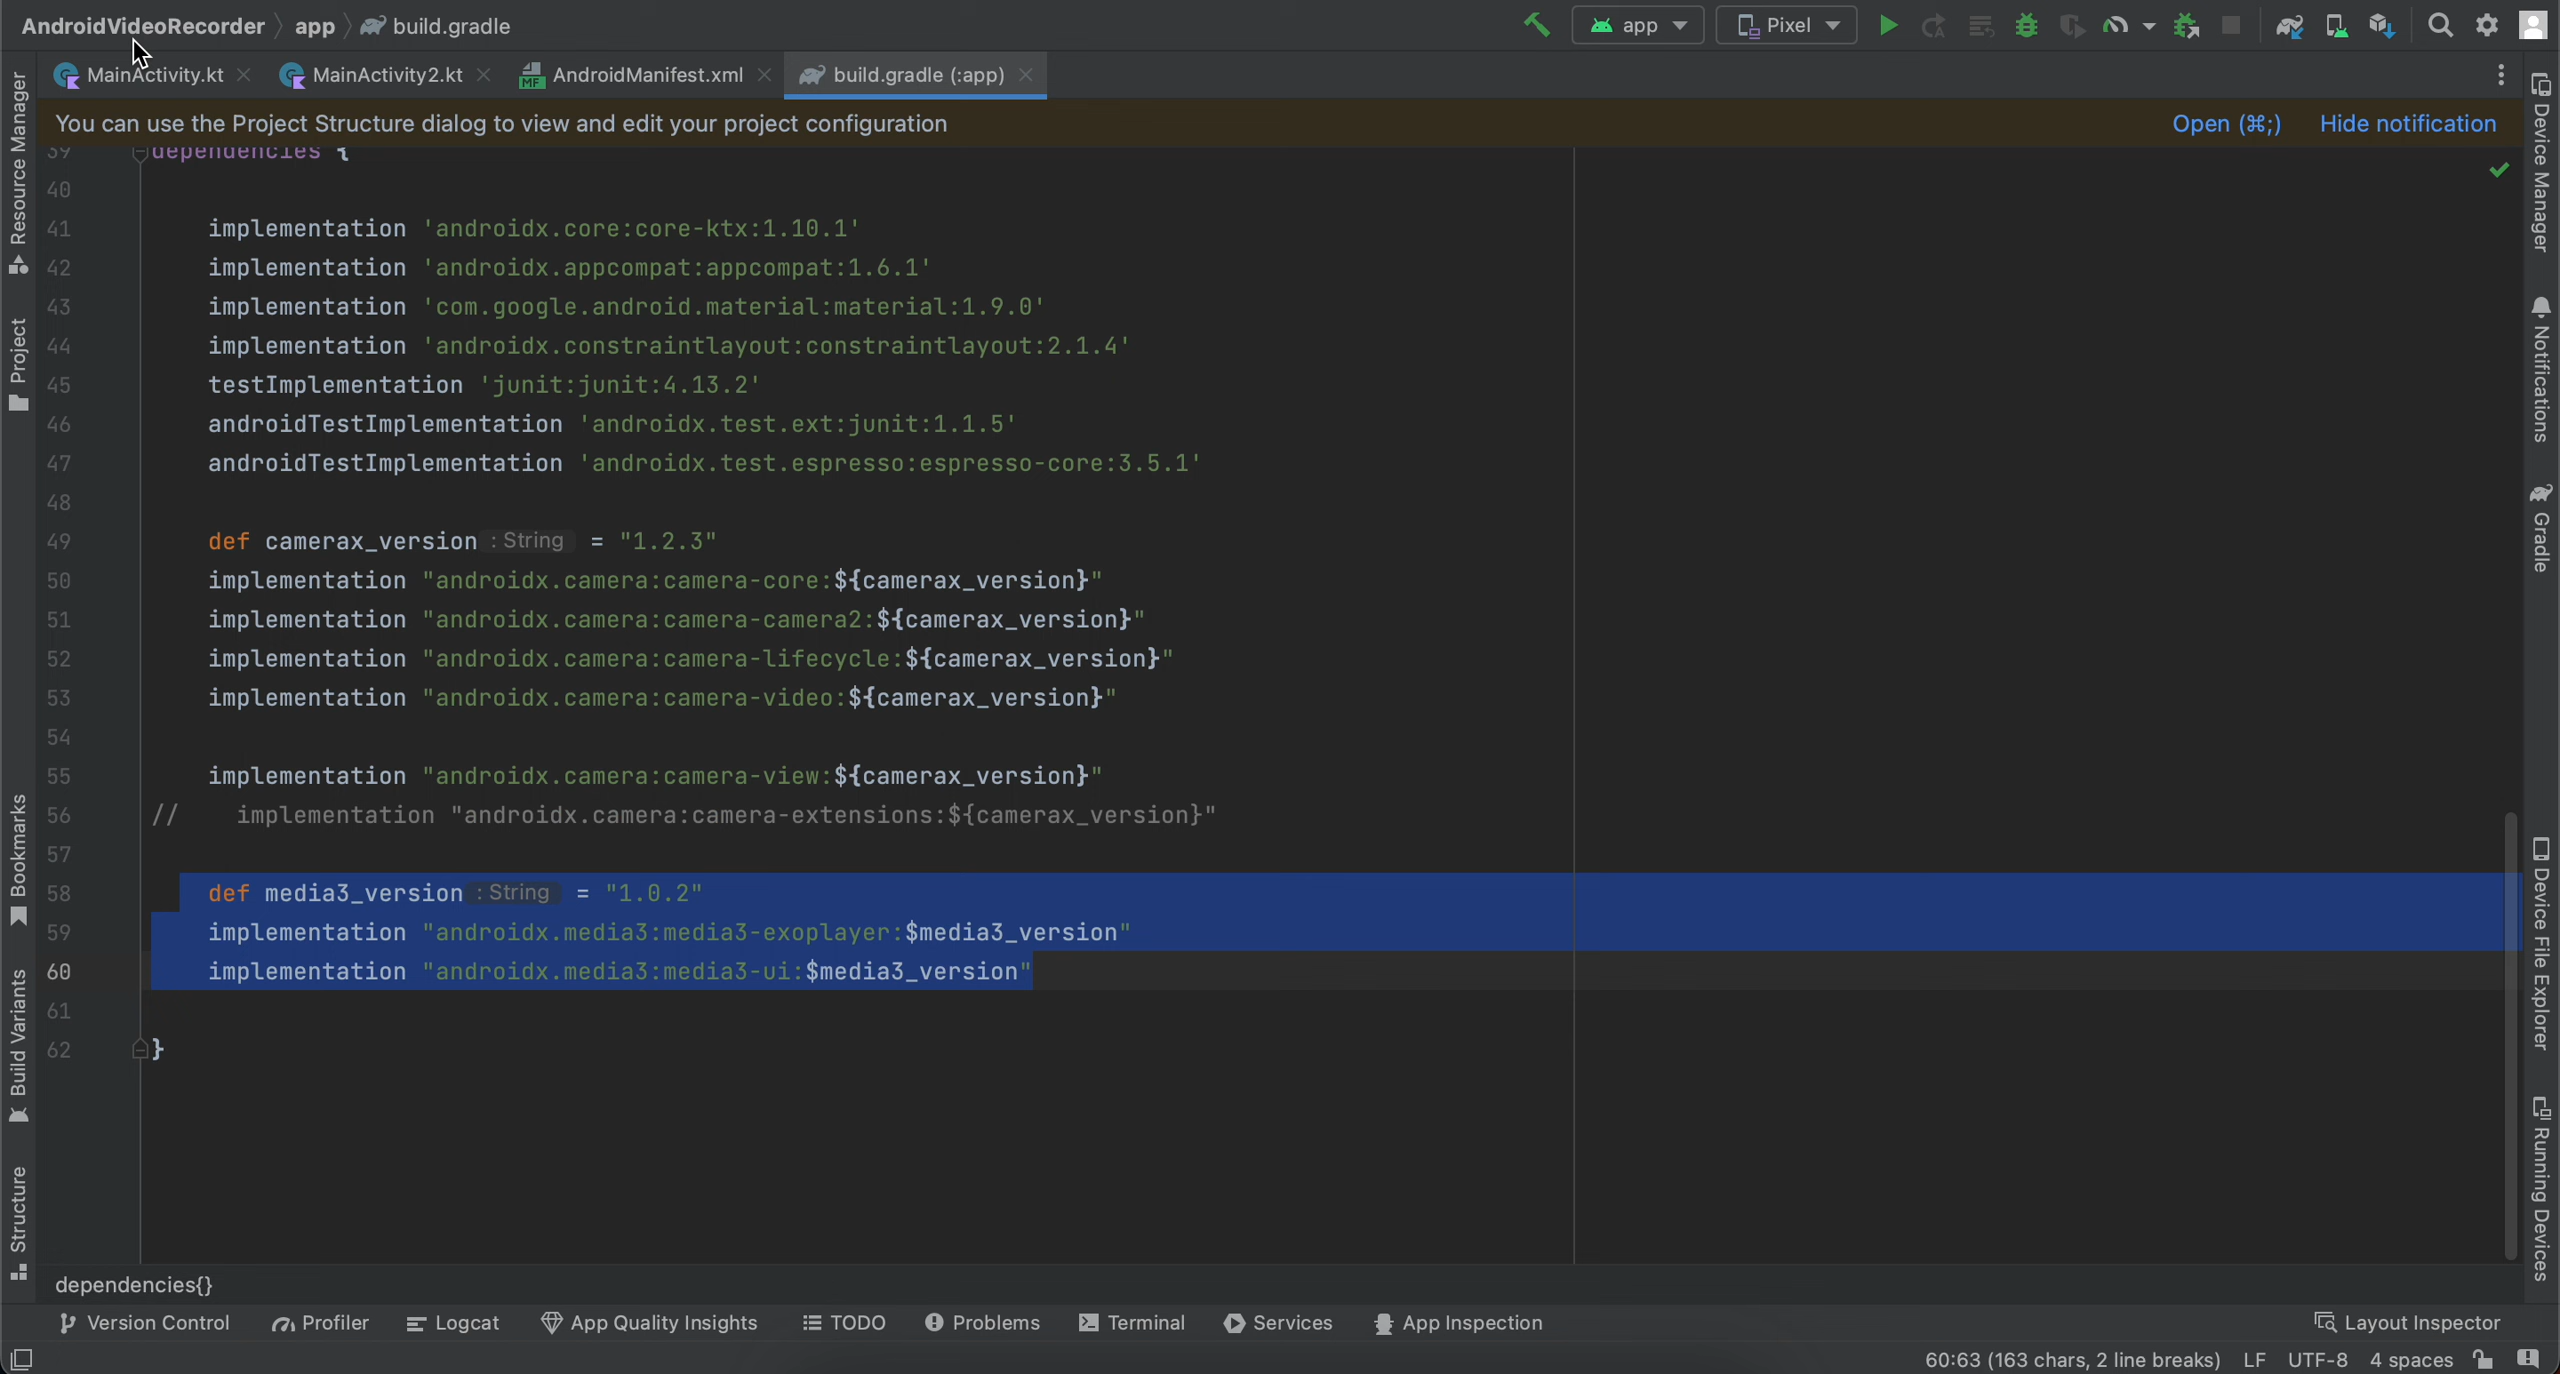 AndroidVideoRecorder app build.gradle app Pixel
MainActivity.kt MainActivity2.kt AndroidManifest.xml build.gradle (:app)
You can use the Project Structure dialog to view and edit your project configuration Open (⌘;) Hide notification
39 dependencies {
40
41 implementation 'androidx.core:core-ktx:1.10.1'
42 implementation 'androidx.appcompat:appcompat:1.6.1'
43 implementation 'com.google.android.material:material:1.9.0'
44 implementation 'androidx.constraintlayout:constraintlayout:2.1.4'
45 testImplementation 'junit:junit:4.13.2'
46 androidTestImplementation 'androidx.test.ext:junit:1.1.5'
47 androidTestImplementation 'androidx.test.espresso:espresso-core:3.5.1'
48
49 def camerax_version : String = "1.2.3"
50 implementation "androidx.camera:camera-core:${camerax_version}"
51 implementation "androidx.camera:camera-camera2:${camerax_version}"
52 implementation "androidx.camera:camera-lifecycle:${camerax_version}"
53 implementation "androidx.camera:camera-video:${camerax_version}"
54
55 implementation "androidx.camera:camera-view:${camerax_version}"
56 // implementation "androidx.camera:camera-extensions:${camerax_version}"
57
58 def media3_version : String = "1.0.2"
59 implementation "androidx.media3:media3-exoplayer:$media3_version"
60 implementation "androidx.media3:media3-ui:$media3_version"
61
62 }
dependencies{}
Version Control Profiler Logcat App Quality Insights TODO Problems Terminal Services App Inspection Layout Inspector
60:63 (163 chars, 2 line breaks) LF UTF-8 4 spaces
Resource Manager
Project
Bookmarks
Build Variants
Structure
Device Manager
Notifications
Gradle
Device File Explorer
Running Devices